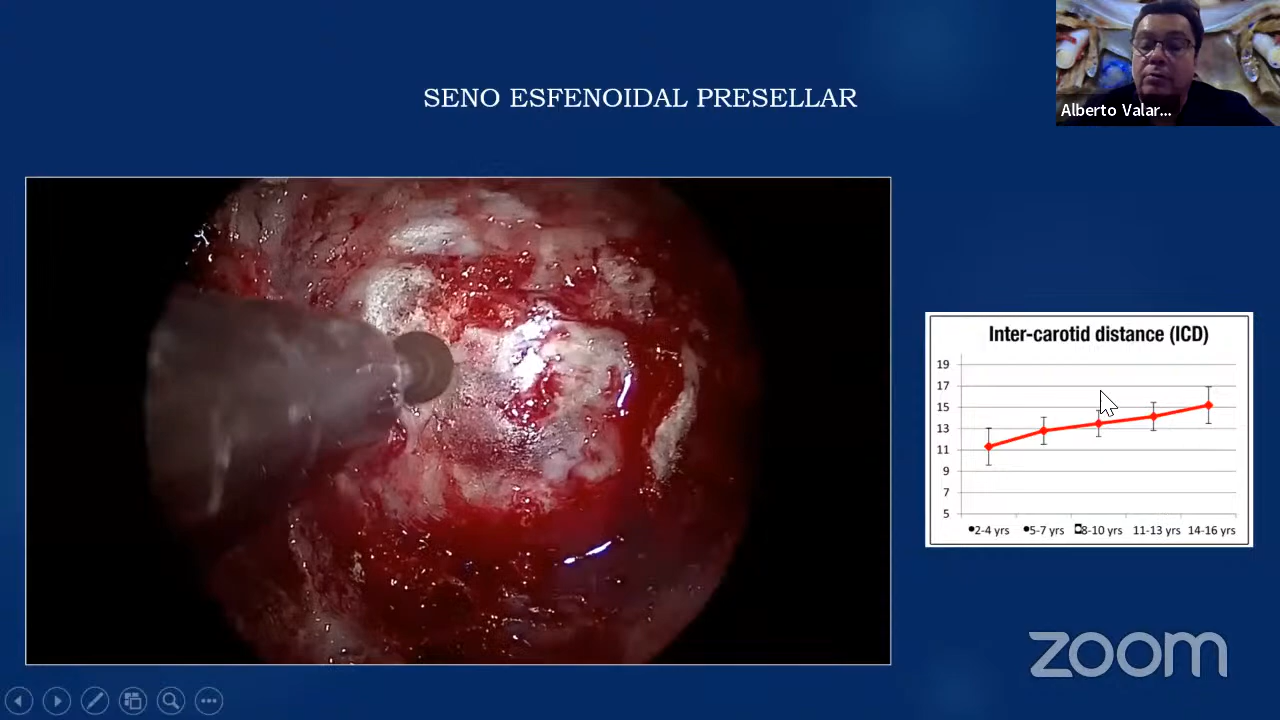 SENO ESFENOIDAL PRESELLAR
Alberto Valar...
Inter-carotid distance (ICD)
19
17
15
13
11
9
7
5
2-4 yrs 5-7 yrs 8-10 yrs 11-13 yrs 14-16 yrs
zoom